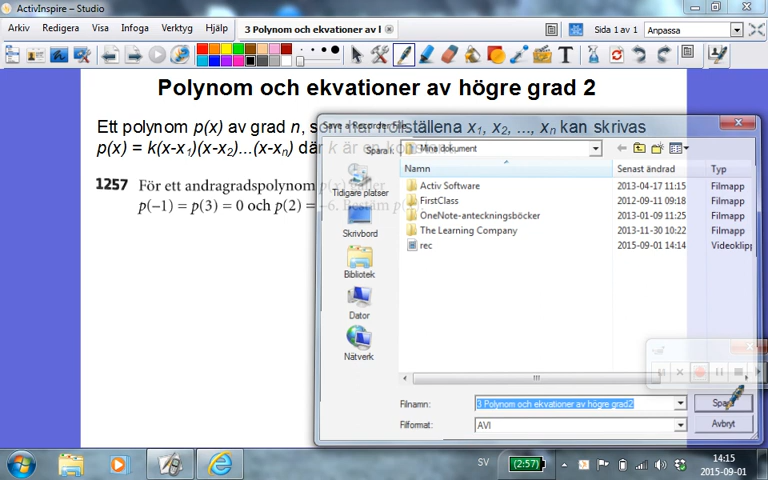 ActivInspire – Studio
Arkiv Redigera Visa Infoga Verktyg Hjälp
3 Polynom och ekvationer av l
Sida 1 av 1
Anpassa
Polynom och ekvationer av högre grad 2
Ett polynom p(x) av grad n, som har nollställena x1, x2, ..., xn kan skrivas
p(x) = k(x-x1)(x-x2)...(x-xn) där k är en
1257 För ett andragradspolynom p(x) gäller
p(−1) = p(3) = 0 och p(2) = −6. Bestäm p(x).
Save a Recorder File
Spara i:
Mina dokument
Namn Senast ändrad Typ
Activ Software 2013-04-17 11:15 Filmapp
FirstClass 2012-09-11 09:18 Filmapp
OneNote-anteckningsböcker 2013-01-09 11:25 Filmapp
The Learning Company 2013-11-30 10:22 Filmapp
rec 2015-09-01 14:14 Videoklipp
Tidigare platser
Skrivbord
Bibliotek
Dator
Nätverk
Filnamn: 3 Polynom och ekvationer av högre grad2
Spara
Filformat: AVI
Avbryt
SV
(2:57)
14:15
2015-09-01